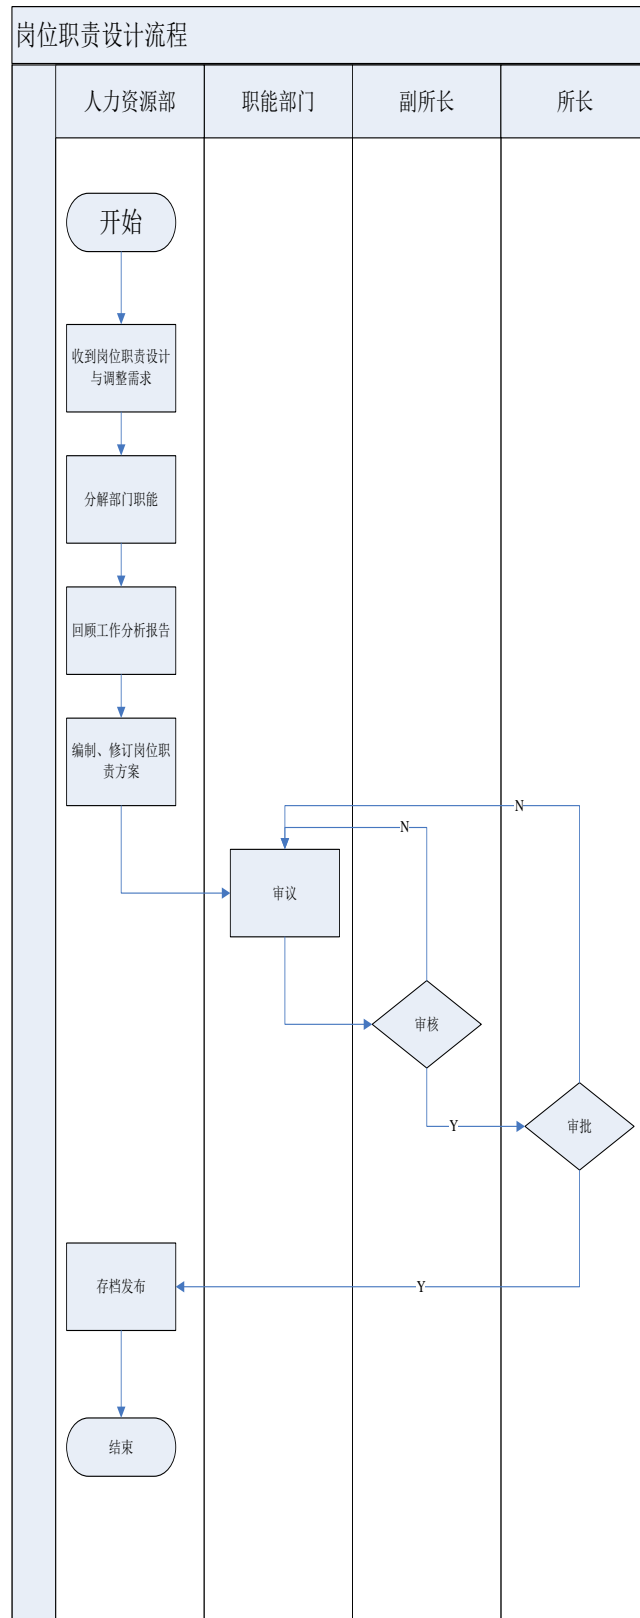 岗位职责设计流程
人力资源部
职能部门
副所长
所长
开始
收到岗位职责设计
与调整需求
分解部门职能
回顾工作分析报告
编制、修订岗位职
责方案
N
N
审议
审核
Y
审批
存档发布
Y
结束